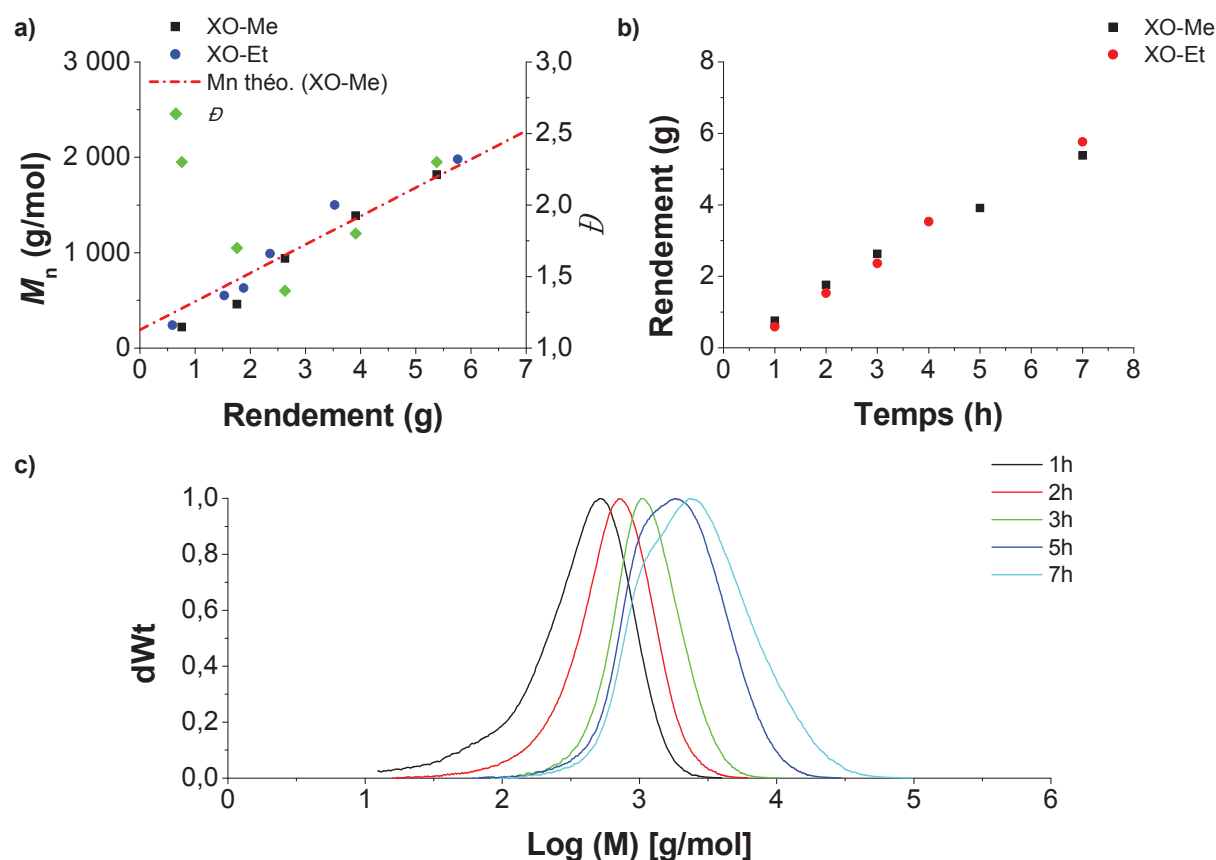 a)
XO-Me
XO-Et
Mn théo. (XO-Me)
Đ
3 000
2 000
1 000
0
3,0
2,5
2,0
1,5
1,0
0 1 2 3 4 5 6 7
Mn (g/mol)
Đ
Rendement (g)
b)
XO-Me
XO-Et
8
6
4
2
0
0 1 2 3 4 5 6 7 8
Rendement (g)
Temps (h)
c)
1h
2h
3h
5h
7h
1,0
0,8
0,6
0,4
0,2
0,0
0 1 2 3 4 5 6
dWt
Log (M) [g/mol]